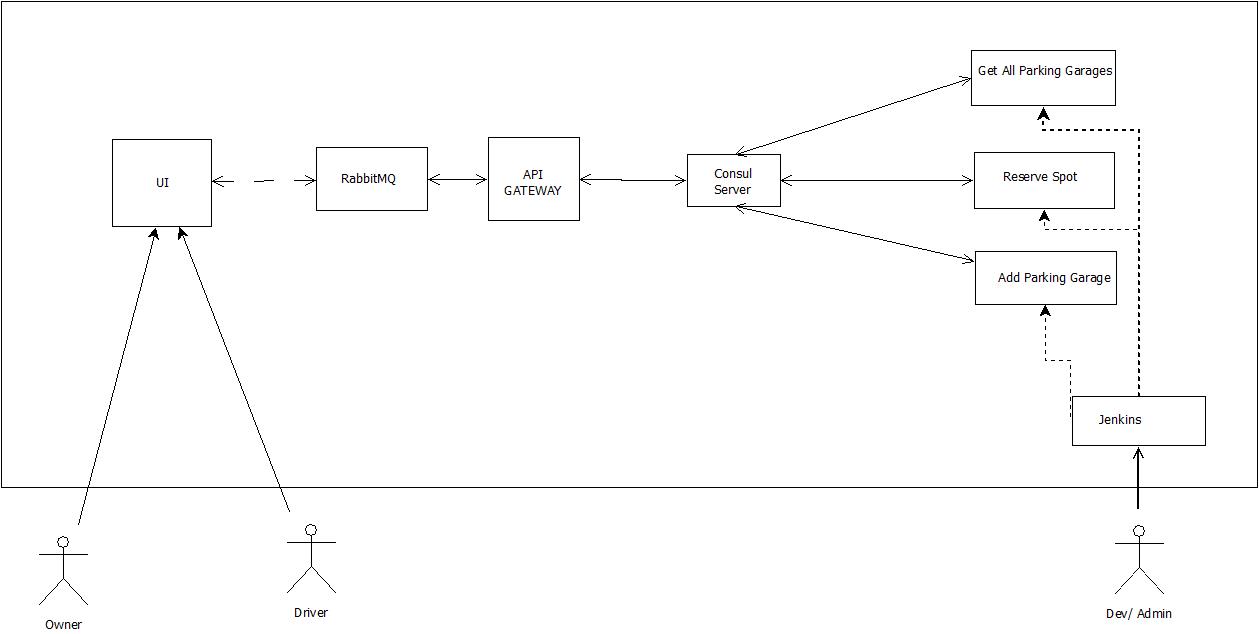 Get All Parking Garages
UI
RabbitMQ
API
GATEWAY
Consul
Server
Reserve Spot
Add Parking Garage
Jenkins
Owner
Driver
Dev/ Admin